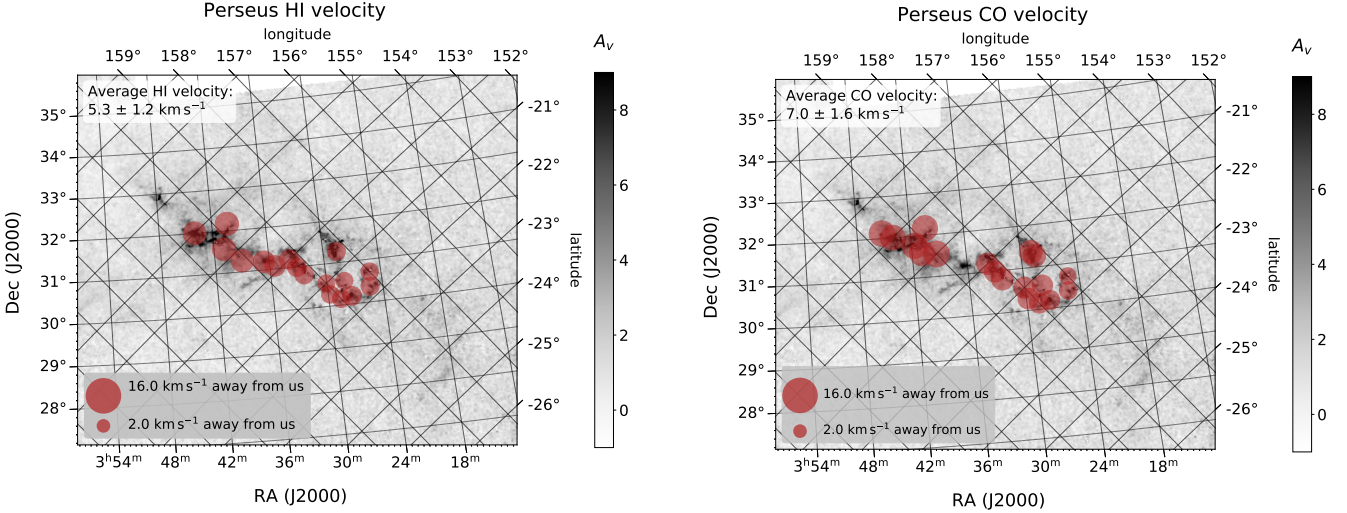 Perseus HI velocity
longitude
159° 158° 157° 156° 155° 154° 153° 152°
A_v
Average HI velocity:
5.3 ± 1.2 km s⁻¹
35°
34°
33°
32°
31°
30°
29°
28°
Dec (J2000)
-21°
-22°
-23°
-24°
-25°
-26°
latitude
8
6
4
2
0
16.0 km s⁻¹ away from us
2.0 km s⁻¹ away from us
3ʰ54ᵐ 48ᵐ 42ᵐ 36ᵐ 30ᵐ 24ᵐ 18ᵐ
RA (J2000)
Perseus CO velocity
longitude
159° 158° 157° 156° 155° 154° 153° 152°
A_v
Average CO velocity:
7.0 ± 1.6 km s⁻¹
35°
34°
33°
32°
31°
30°
29°
28°
Dec (J2000)
-21°
-22°
-23°
-24°
-25°
-26°
latitude
8
6
4
2
0
16.0 km s⁻¹ away from us
2.0 km s⁻¹ away from us
3ʰ54ᵐ 48ᵐ 42ᵐ 36ᵐ 30ᵐ 24ᵐ 18ᵐ
RA (J2000)